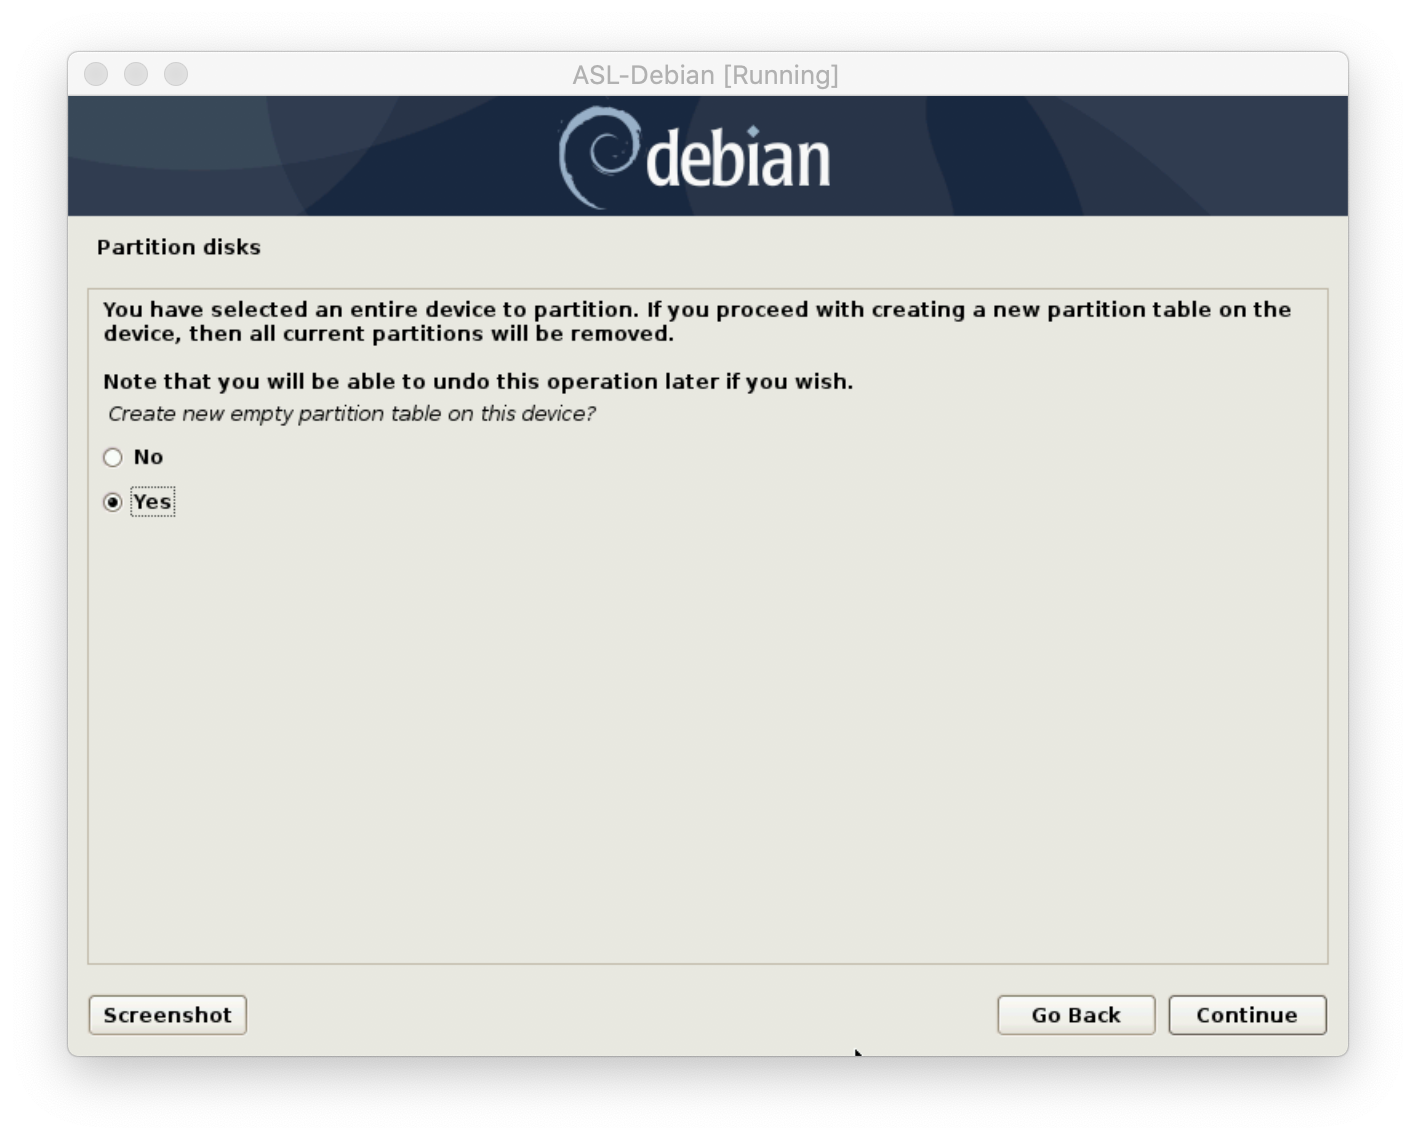 ASL-Debian [Running]
debian
Partition disks
You have selected an entire device to partition. If you proceed with creating a new partition table on the
device, then all current partitions will be removed.
Note that you will be able to undo this operation later if you wish.
Create new empty partition table on this device?
No
Yes
Screenshot
Go Back
Continue